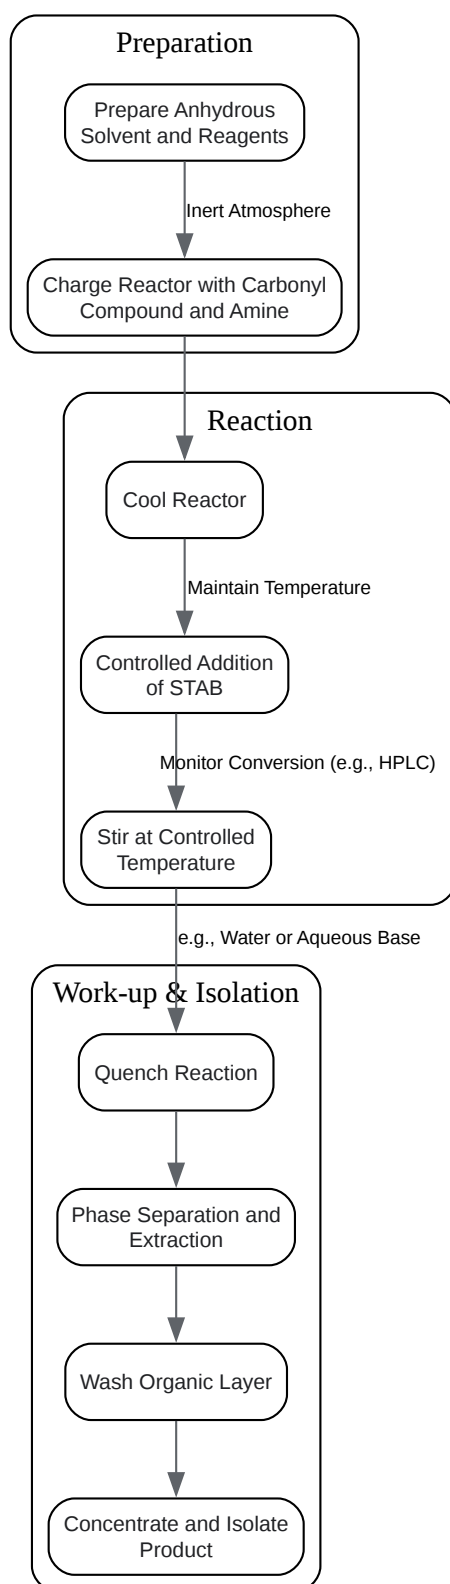 Preparation
Prepare Anhydrous
Solvent and Reagents
Inert Atmosphere
Charge Reactor with Carbonyl
Compound and Amine
Reaction
Cool Reactor
Maintain Temperature
Controlled Addition
of STAB
Monitor Conversion (e.g., HPLC)
Stir at Controlled
Temperature
e.g., Water or Aqueous Base
Work-up & Isolation
Quench Reaction
Phase Separation and
Extraction
Wash Organic Layer
Concentrate and Isolate
Product